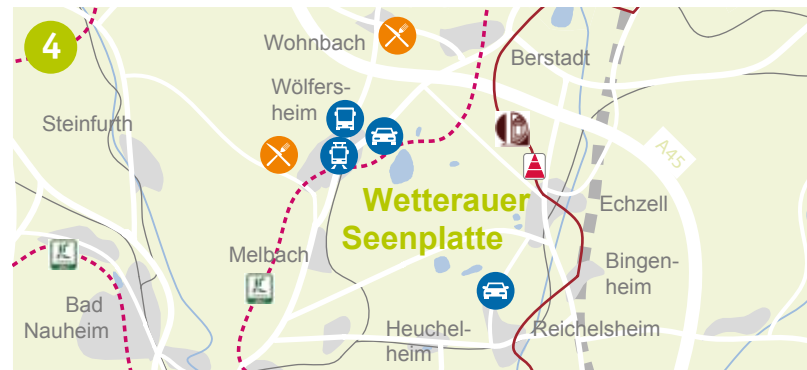 4
Wohnbach
Berstadt
Wölfers-
heim
Steinfurth
A45
Wetterauer
Seenplatte
Echzell
Melbach
Bingen-
heim
Bad
Nauheim
Heuchel-
heim
Reichelsheim